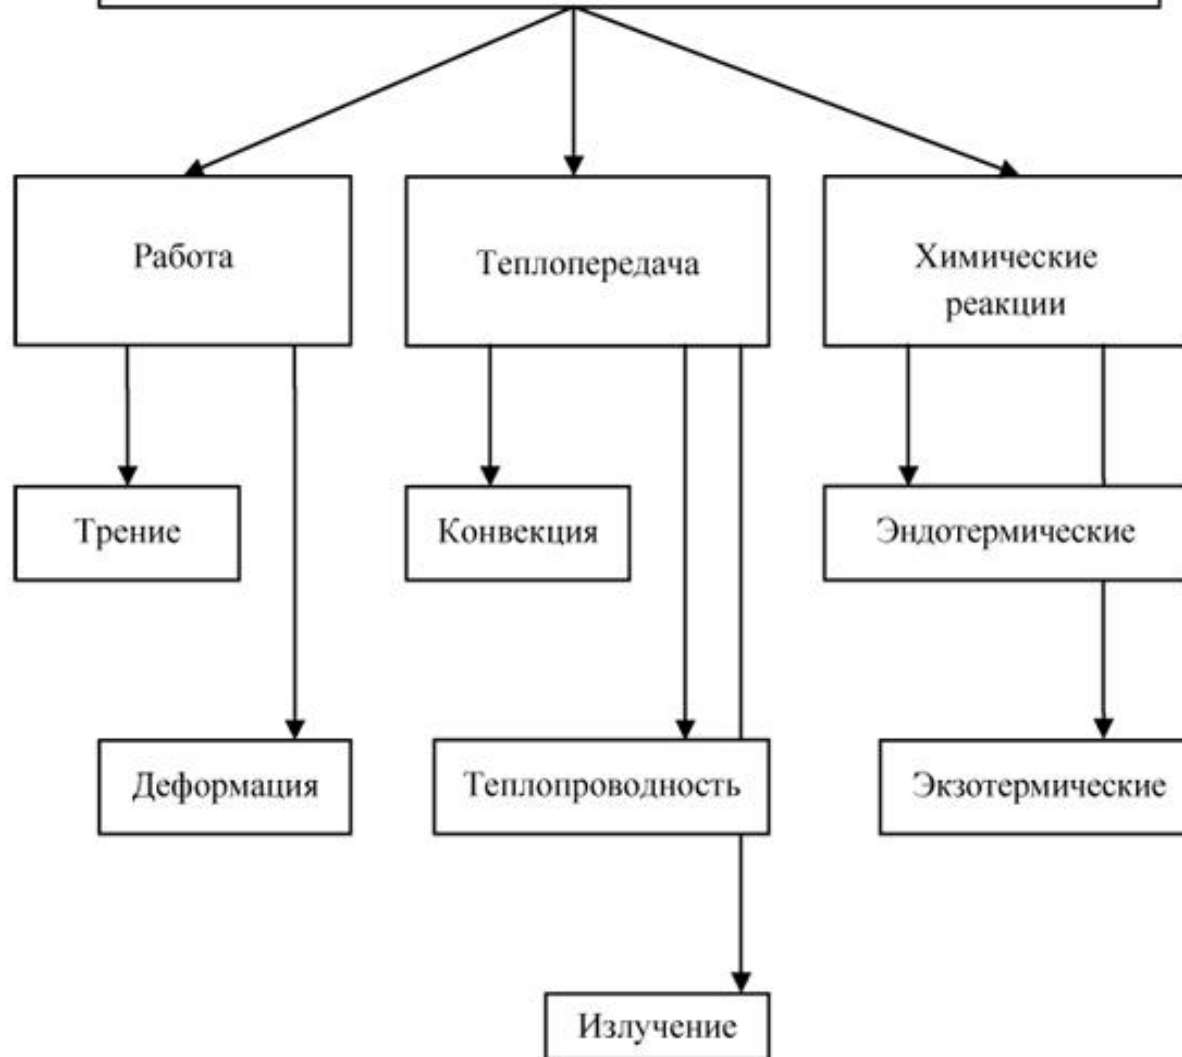 Работа
Теплопередача
Химические
реакции
Трение
Конвекция
Эндотермические
Деформация
Теплопроводность
Экзотермические
Излучение